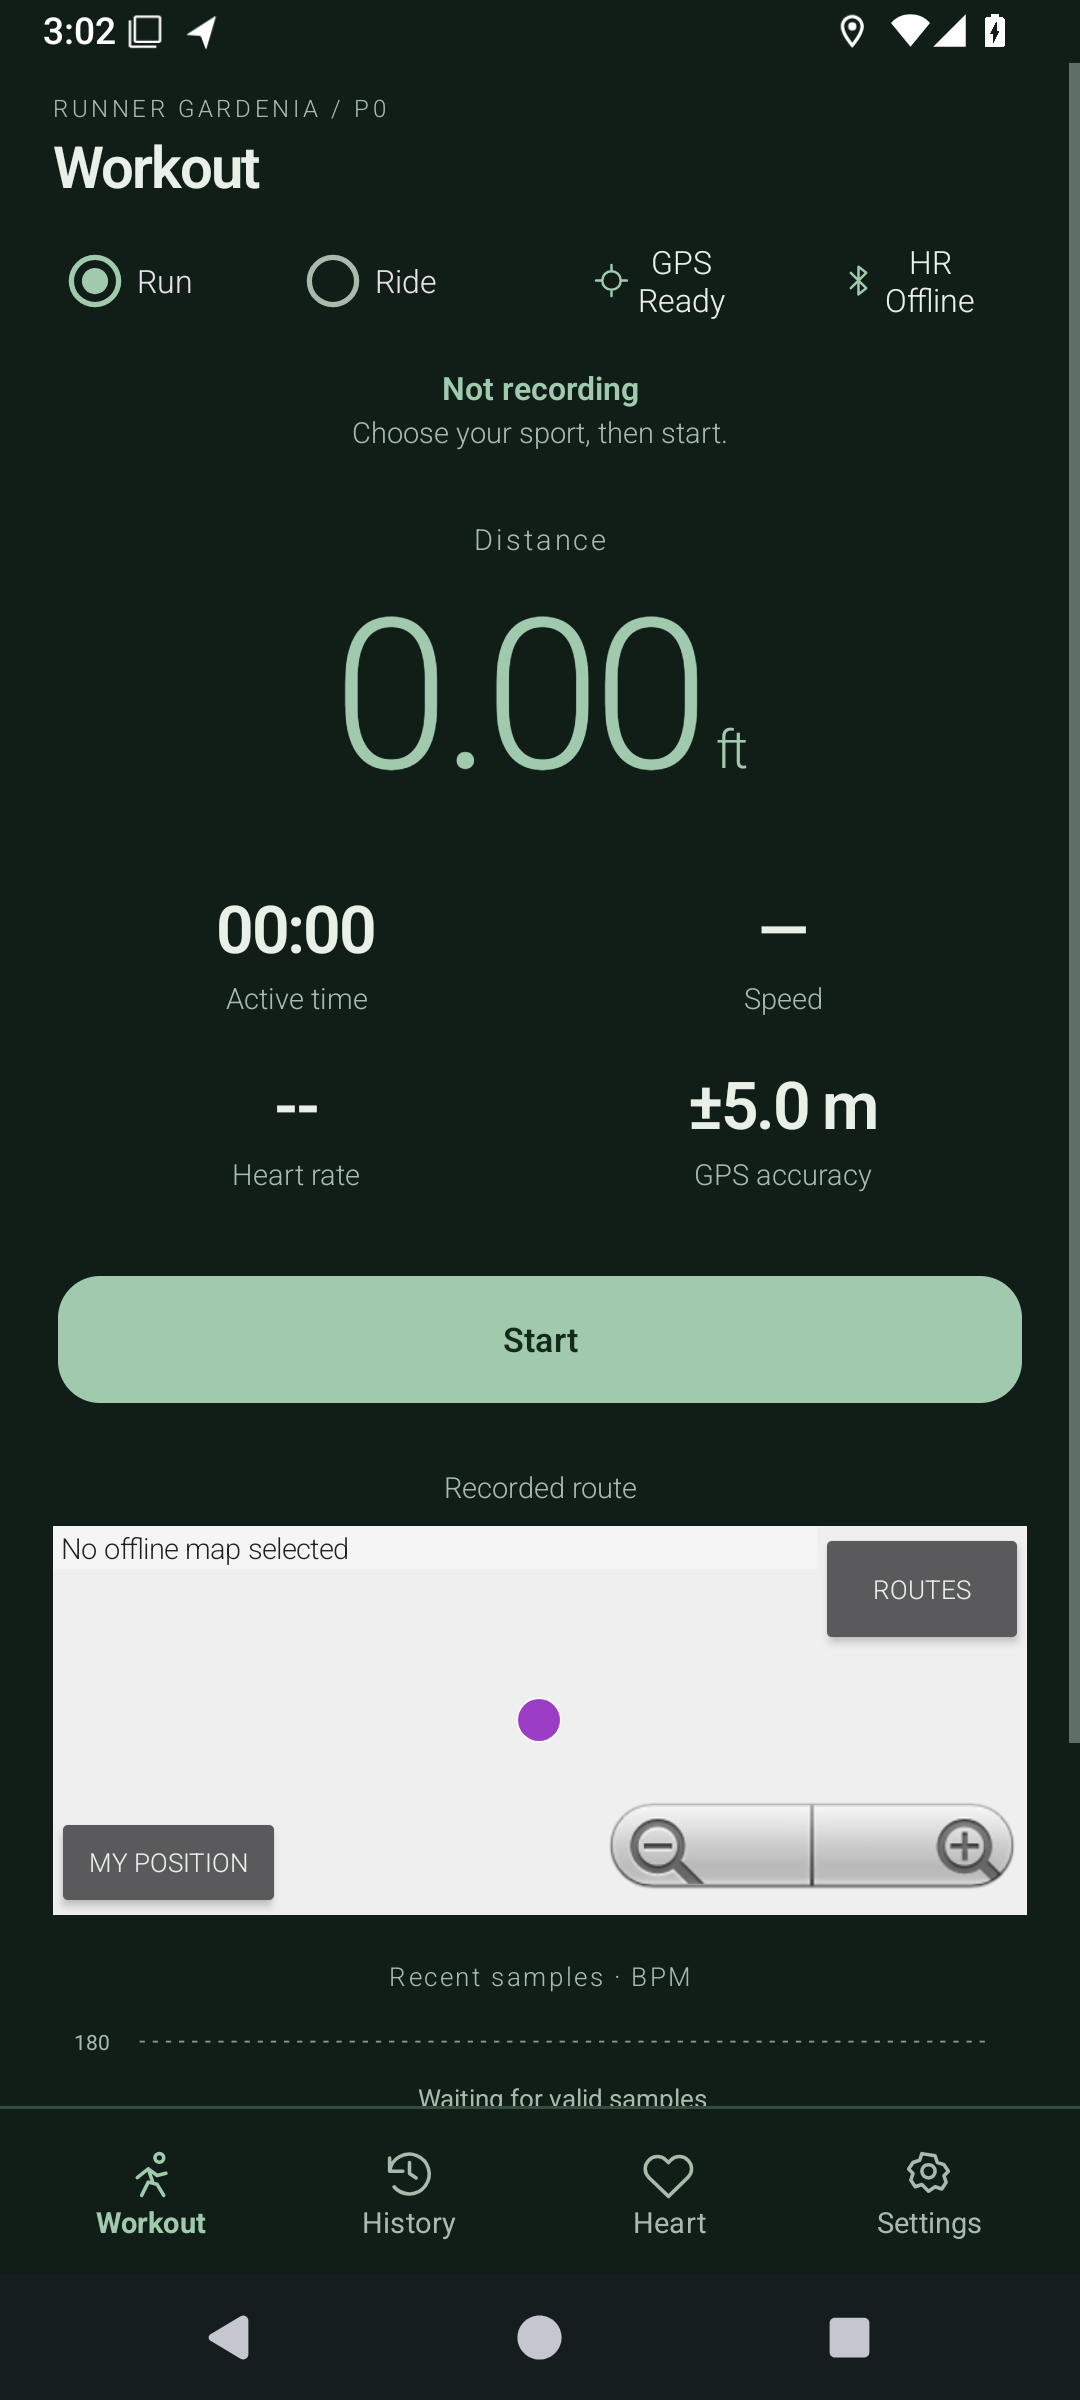 3:02
RUNNER GARDENIA / P0
Workout
Run
Ride
GPS
Ready
HR
Offline
Not recording
Choose your sport, then start.
Distance
0.00 ft
00:00
Active time
—
Speed
--
Heart rate
±5.0 m
GPS accuracy
Start
Recorded route
No offline map selected
ROUTES
MY POSITION
Recent samples · BPM
180
Waiting for valid samples
Workout
History
Heart
Settings